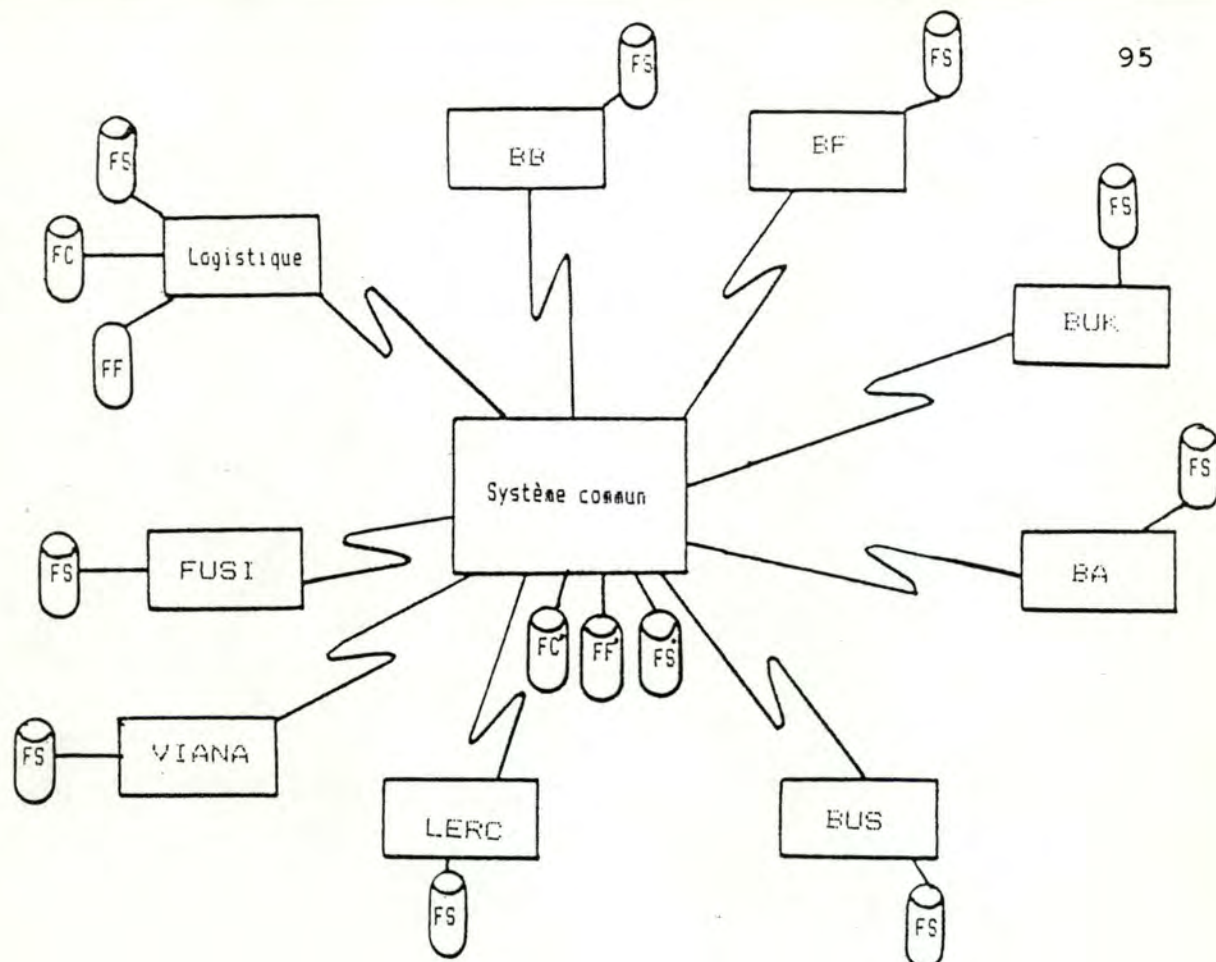 95
FS
FS
BB
BF
FS
FS
FC
Logistique
FF
BUK
Système commun
FS
FS
FUSI
BA
FC'
FF'
FS'
FS
VIANA
LERC
BUS
FS
FS